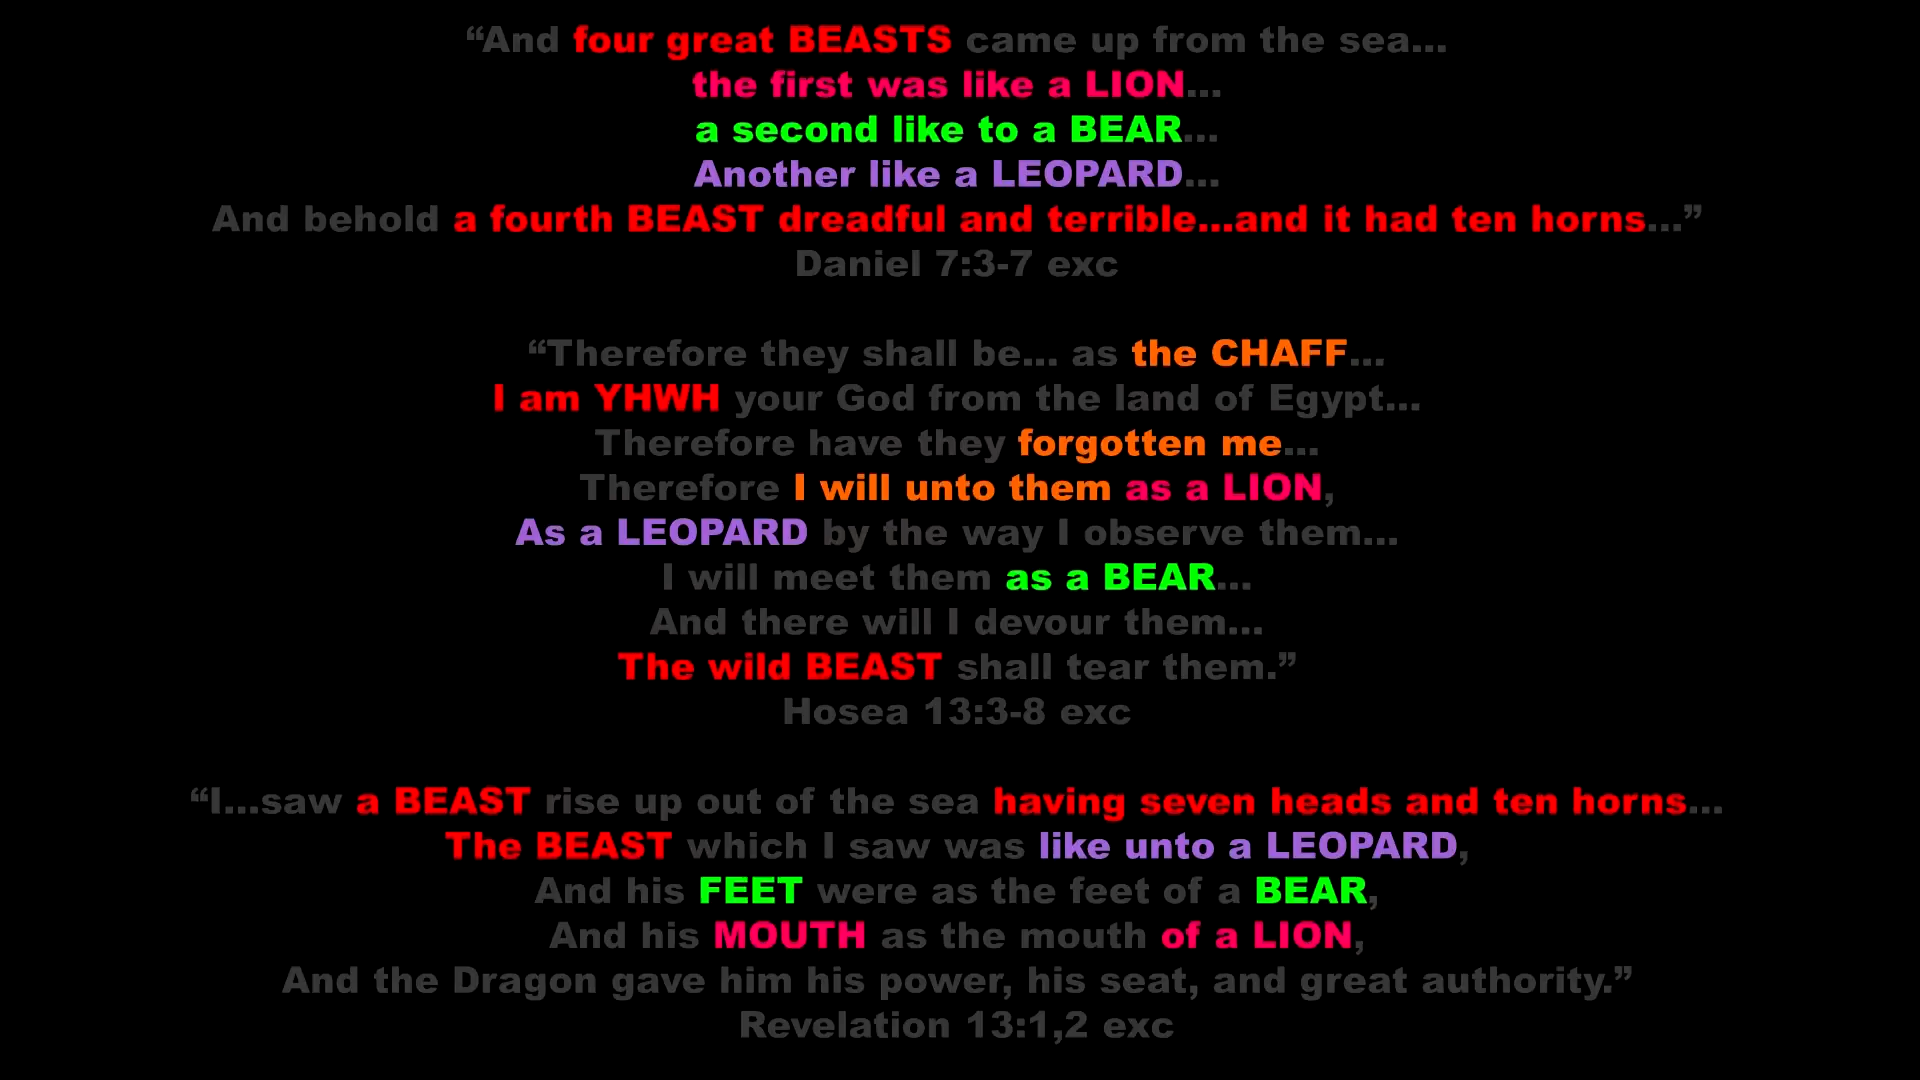 “And four great BEASTS came up from the sea...
the first was like a LION...
a second like to a BEAR...
Another like a LEOPARD...
And behold a fourth BEAST dreadful and terrible...and it had ten horns...”
Daniel 7:3-7 exc
“Therefore they shall be... as the CHAFF...
I am YHWH your God from the land of Egypt...
Therefore have they forgotten me...
Therefore I will unto them as a LION,
As a LEOPARD by the way I observe them...
I will meet them as a BEAR...
And there will I devour them...
The wild BEAST shall tear them.”
Hosea 13:3-8 exc
“I...saw a BEAST rise up out of the sea having seven heads and ten horns...
The BEAST which I saw was like unto a LEOPARD,
And his FEET were as the feet of a BEAR,
And his MOUTH as the mouth of a LION,
And the Dragon gave him his power, his seat, and great authority.”
Revelation 13:1,2 exc